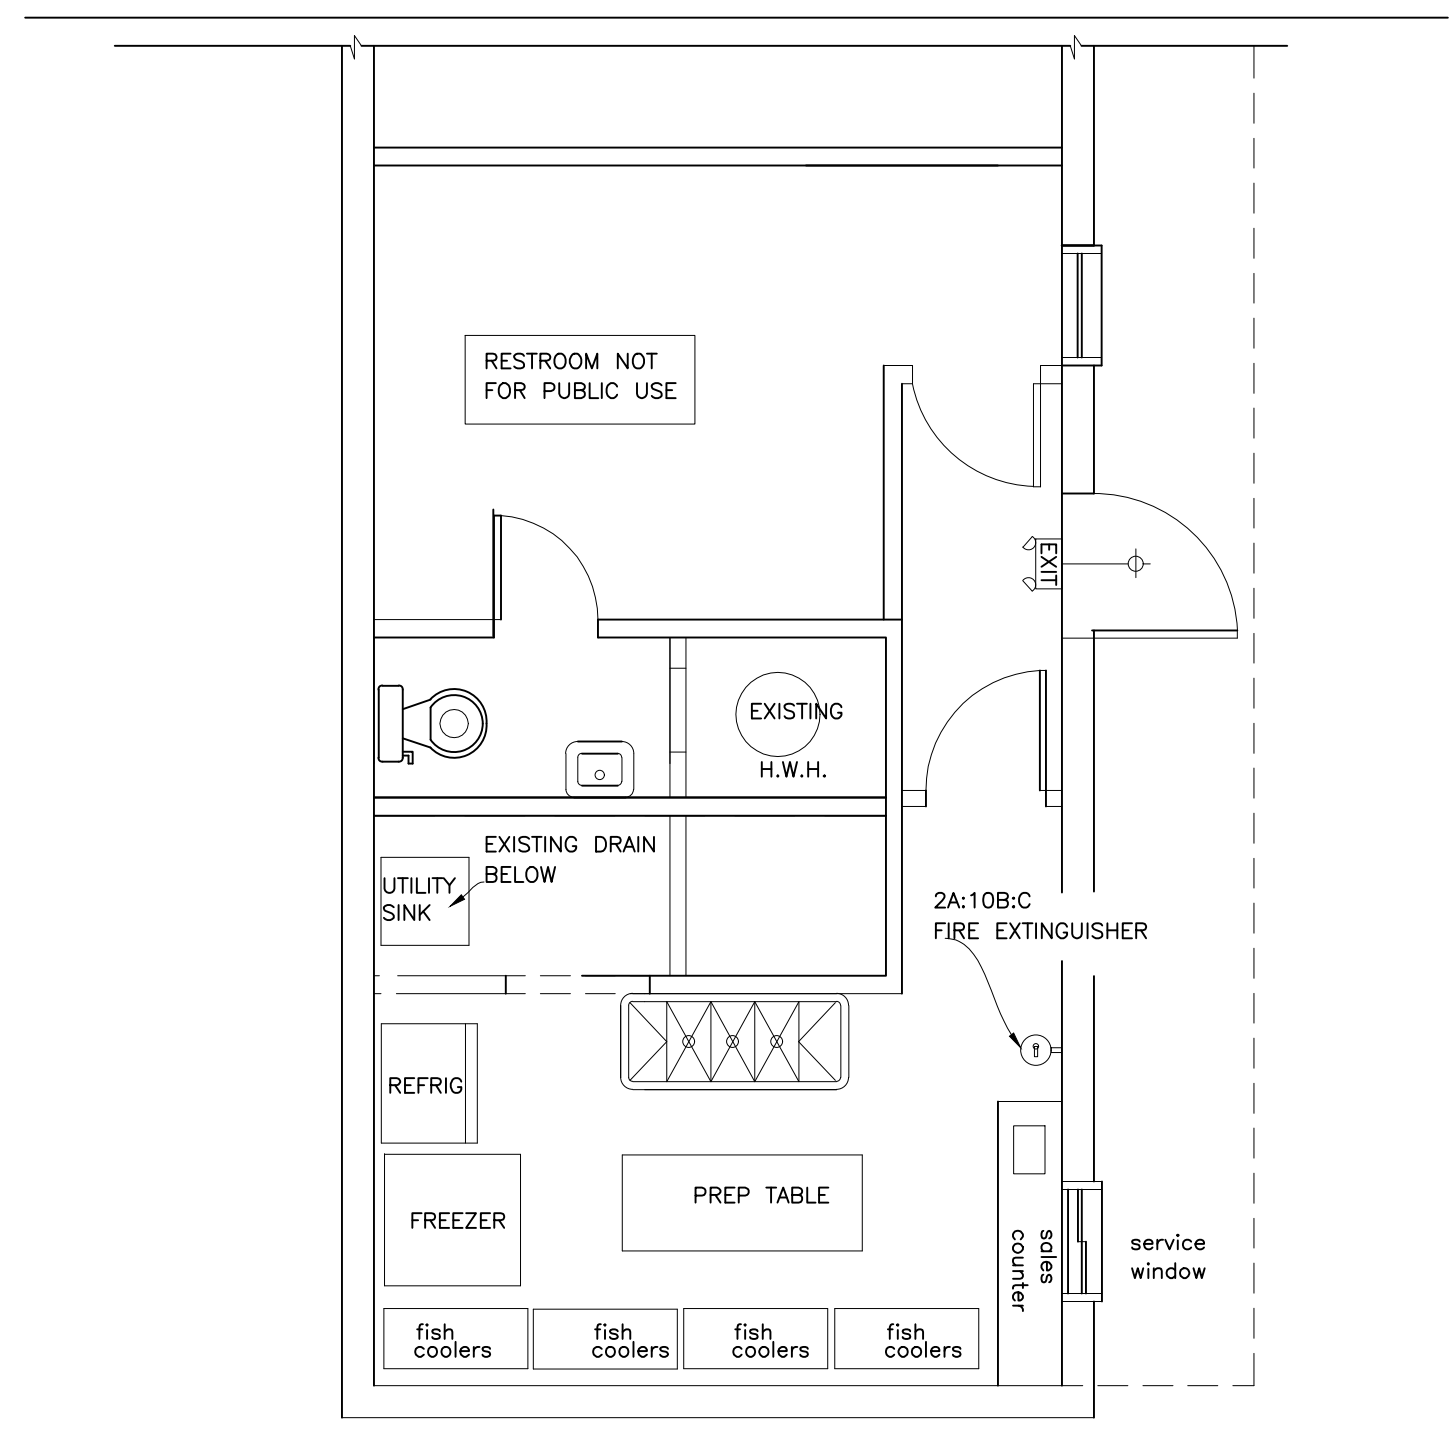 RESTROOM NOT
FOR PUBLIC USE
EXIT
EXISTING
H.W.H.
EXISTING DRAIN
BELOW
UTILITY
SINK
2A:10B:C
FIRE EXTINGUISHER
REFRIG
PREP TABLE
FREEZER
sales
counter
service
window
fish
coolers
fish
coolers
fish
coolers
fish
coolers